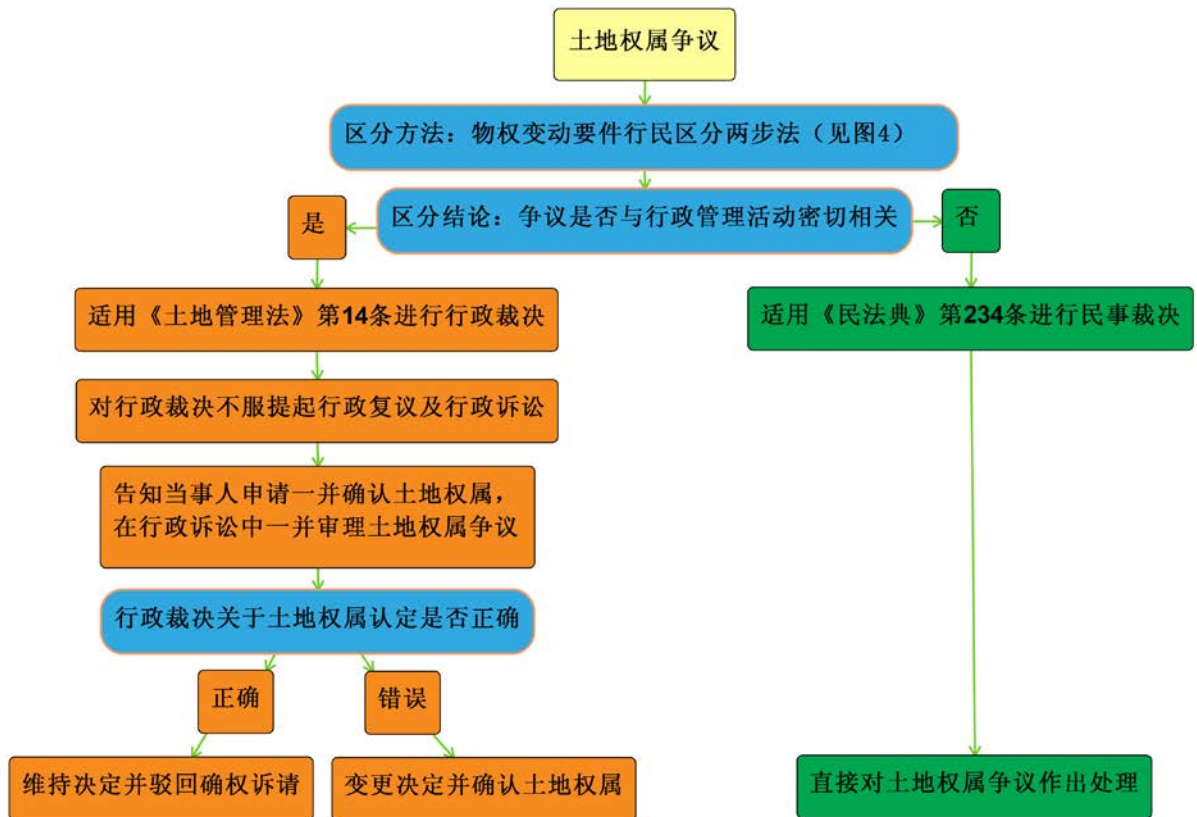 土地权属争议
区分方法：物权变动要件行民区分两步法（见图4）
区分结论：争议是否与行政管理活动密切相关
是
否
适用《土地管理法》第14条进行行政裁决
适用《民法典》第234条进行民事裁决
对行政裁决不服提起行政复议及行政诉讼
告知当事人申请一并确认土地权属，
在行政诉讼中一并审理土地权属争议
行政裁决关于土地权属认定是否正确
正确
错误
维持决定并驳回确权诉请
变更决定并确认土地权属
直接对土地权属争议作出处理